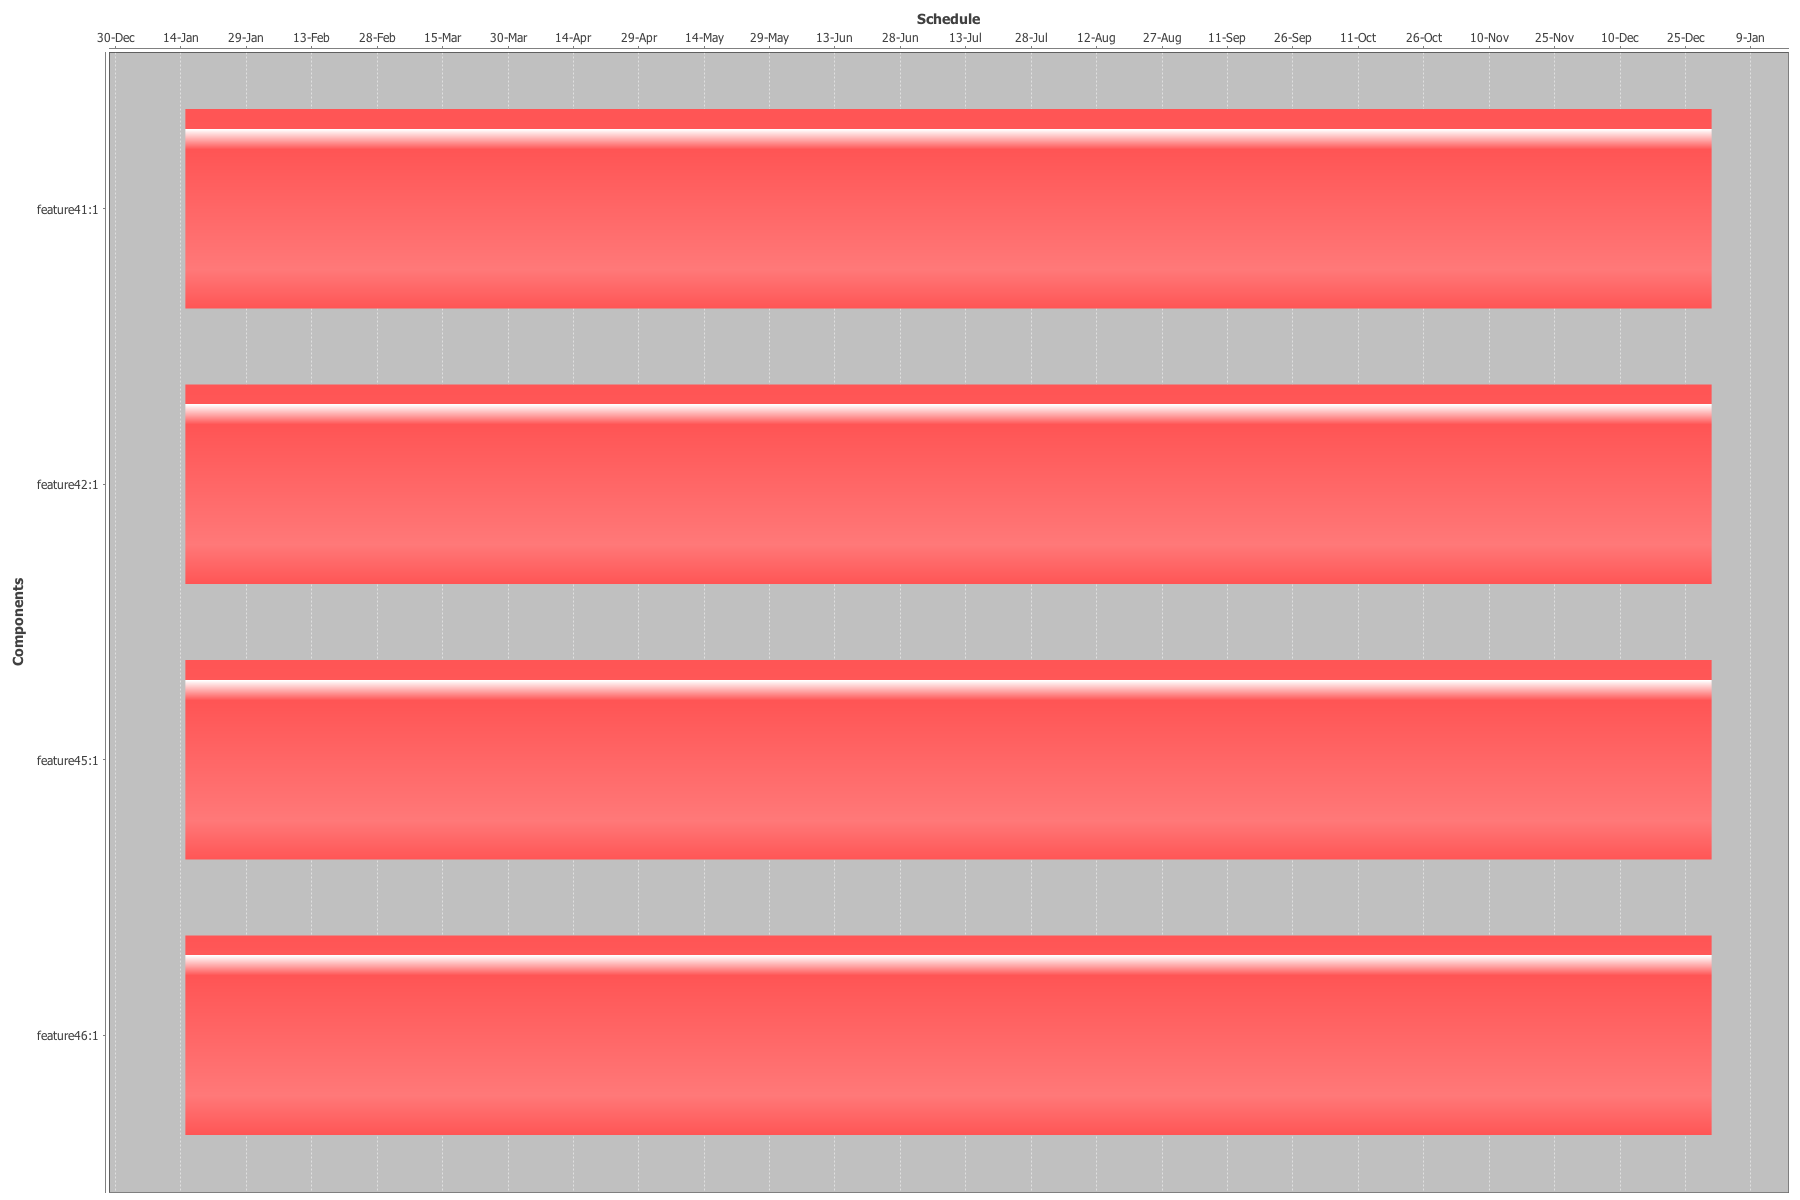 Schedule
30-Dec 14-Jan 29-Jan 13-Feb 28-Feb 15-Mar 30-Mar 14-Apr 29-Apr 14-May 29-May 13-Jun 28-Jun 13-Jul 28-Jul 12-Aug 27-Aug 11-Sep 26-Sep 11-Oct 26-Oct 10-Nov 25-Nov 10-Dec 25-Dec 9-Jan
Components
feature41:1
feature42:1
feature45:1
feature46:1